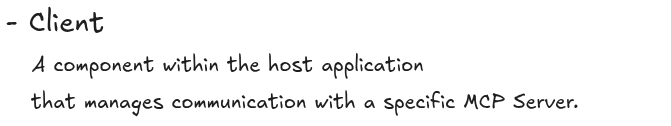 - Client
A component within the host application
that manages communication with a specific MCP Server.